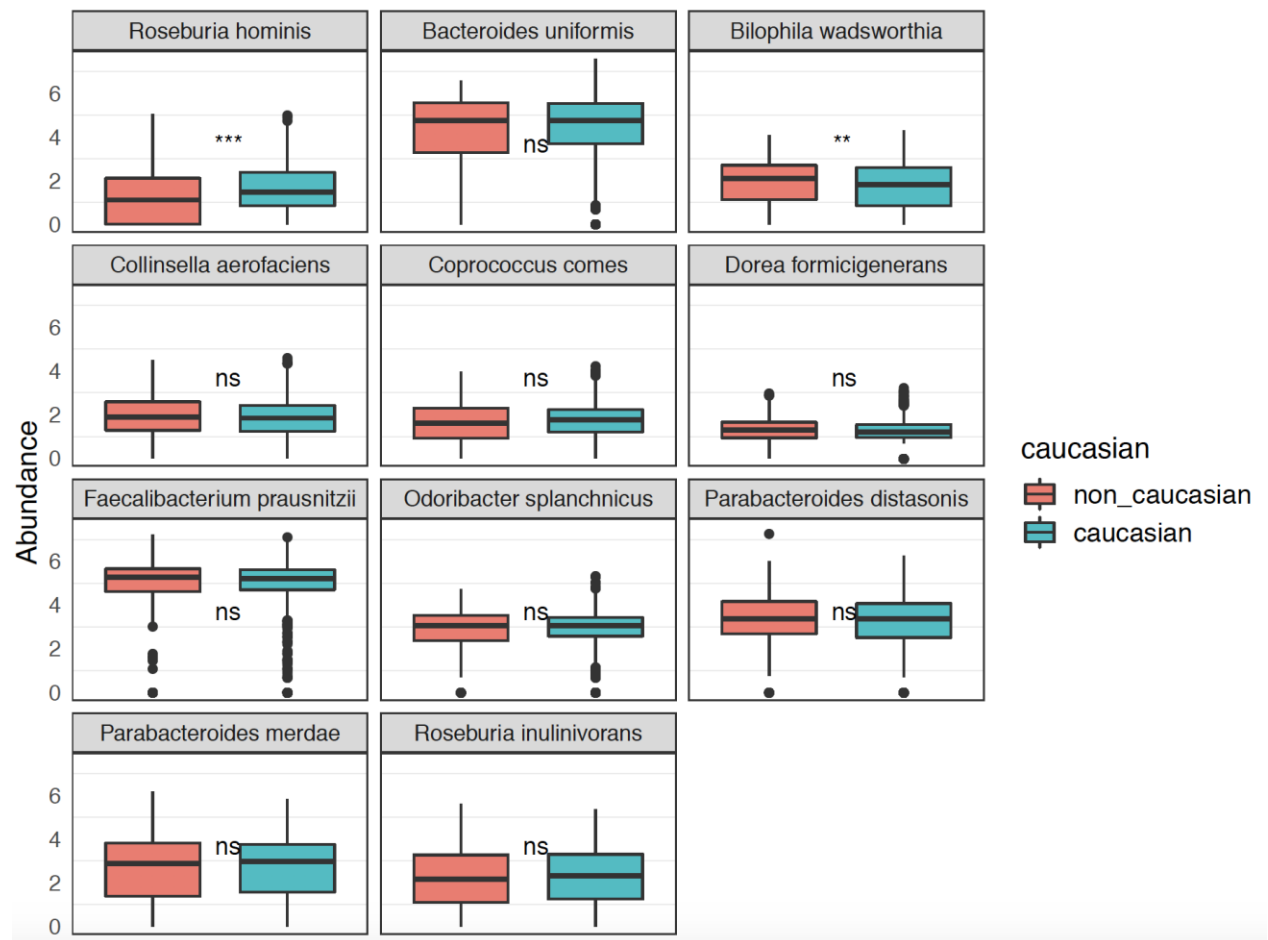 Roseburia hominis
Bacteroides uniformis
Bilophila wadsworthia
6
4
2
0
***
ns
**
Collinsella aerofaciens
Coprococcus comes
Dorea formicigenerans
6
4
2
0
ns
ns
ns
Abundance
Faecalibacterium prausnitzii
Odoribacter splanchnicus
Parabacteroides distasonis
6
4
2
0
ns
ns
ns
Parabacteroides merdae
Roseburia inulinivorans
6
4
2
0
ns
ns
caucasian
non_caucasian
caucasian